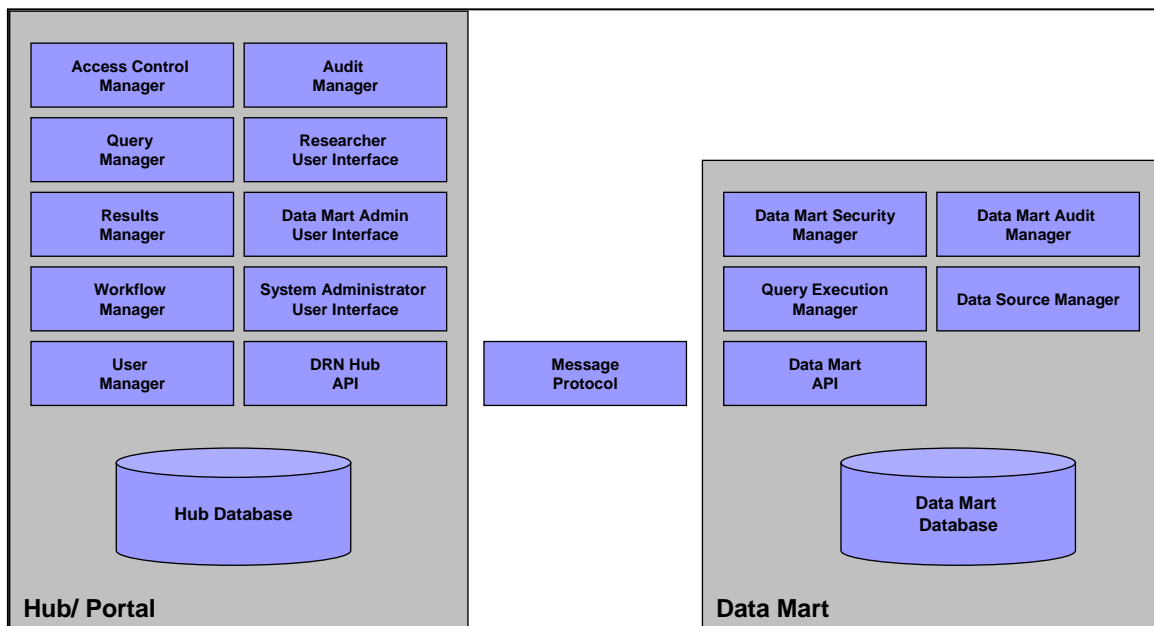 Access Control
Manager
Audit
Manager
Query
Manager
Researcher
User Interface
Results
Manager
Data Mart Admin
User Interface
Workflow
Manager
System Administrator
User Interface
User
Manager
DRN Hub
API
Hub Database
Hub/ Portal
Message
Protocol
Data Mart Security
Manager
Data Mart Audit
Manager
Query Execution
Manager
Data Source Manager
Data Mart
API
Data Mart
Database
Data Mart